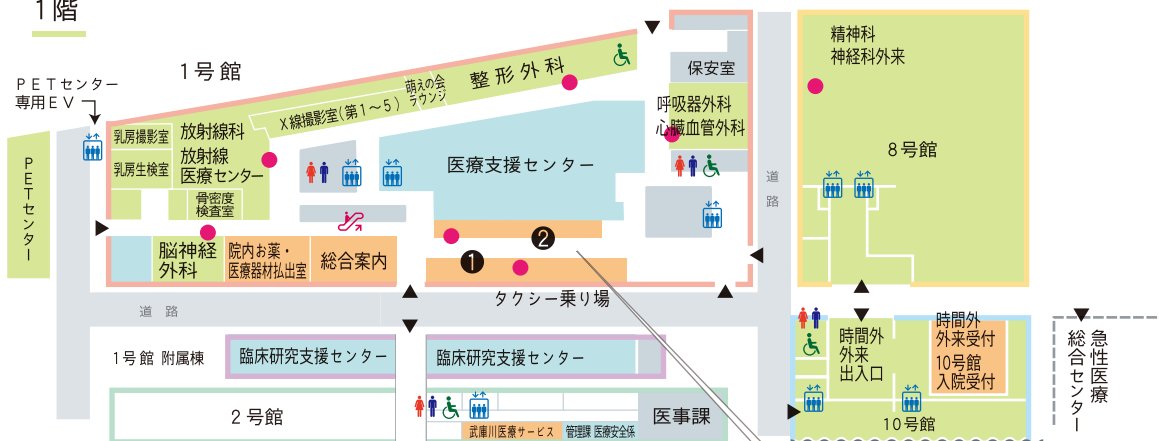 1階
1号館
PETセンター
専用EV
PETセンター
乳房撮影室
乳房生検室
放射線科
放射線
医療センター
骨密度
検査室
X線撮影室(第1〜5)
萌えの会
ラウンジ
整形外科
保安室
呼吸器外科
心臓血管外科
医療支援センター
脳神経
外科
院内お薬・
医療器材払出室
総合案内
1
2
タクシー乗り場
道路
道路
精神科
神経科外来
8号館
1号館 附属棟
臨床研究支援センター
臨床研究支援センター
2号館
武庫川医療サービス
管理課 医療安全係
医事課
時間外
外来
出入口
時間外
外来受付
10号館
入院受付
10号館
急性医療
総合センター